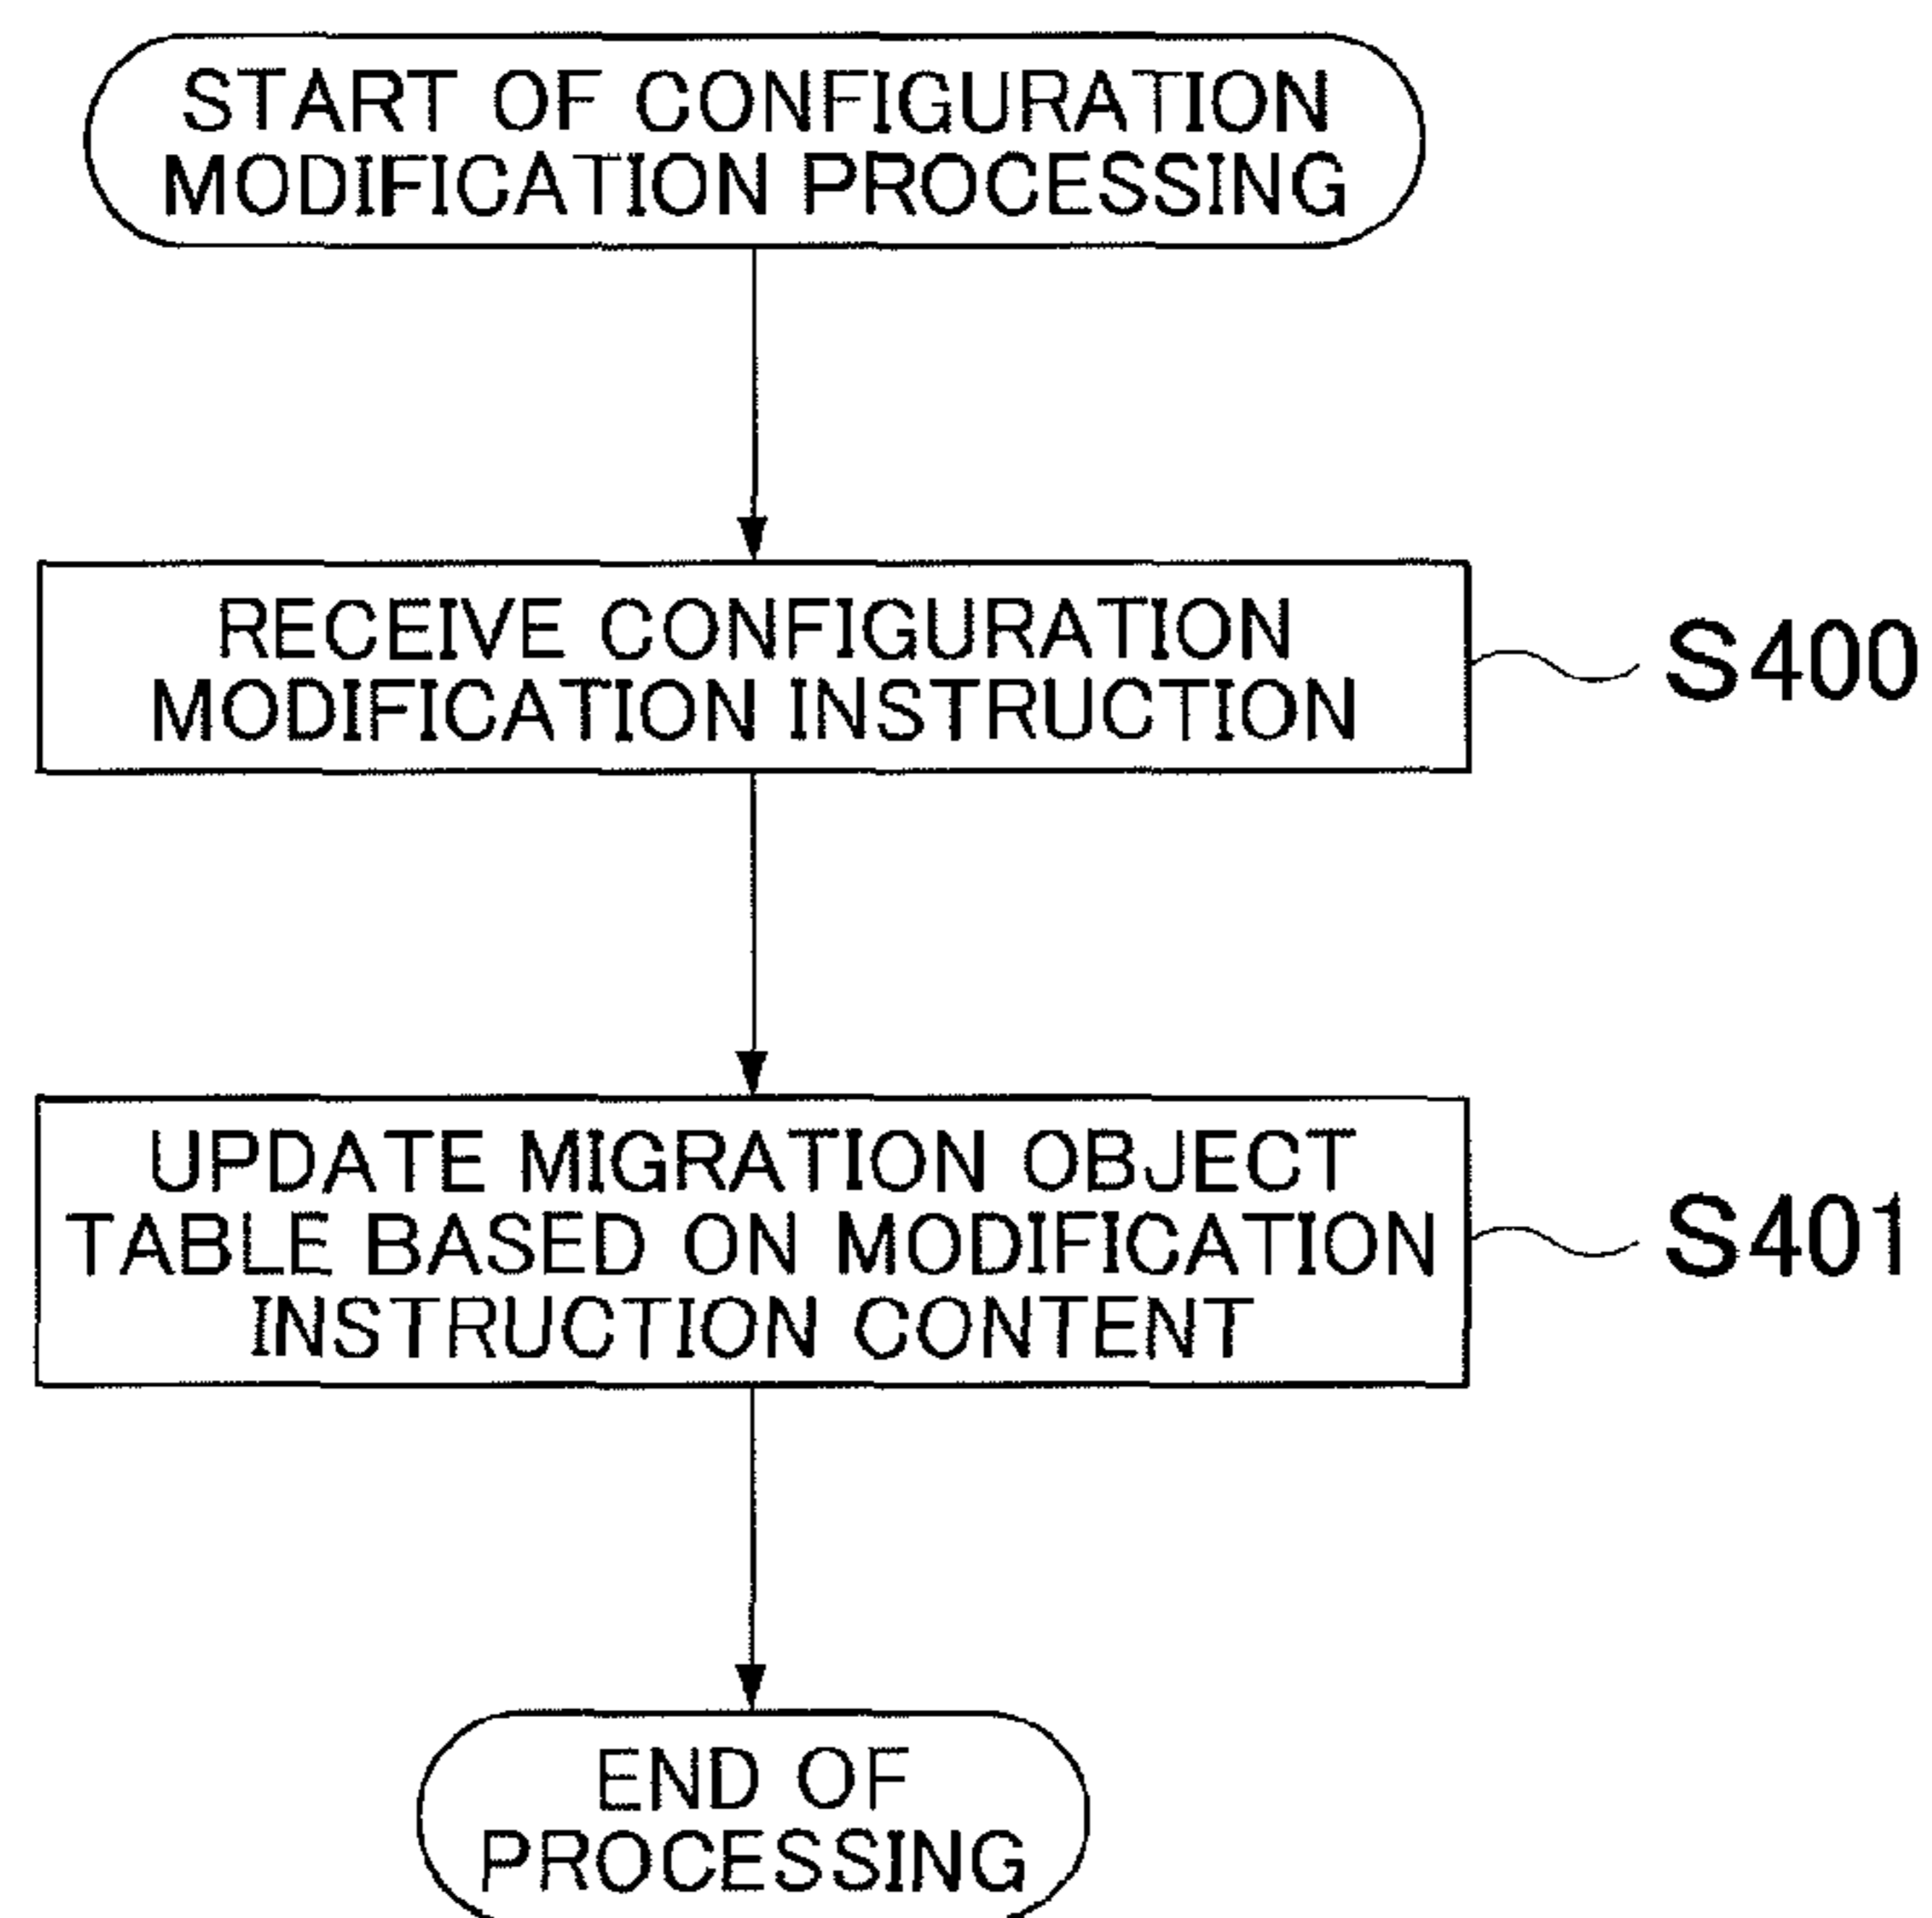 START OF CONFIGURATION
MODIFICATION PROCESSING
RECEIVE CONFIGURATION
MODIFICATION INSTRUCTION
S400
UPDATE MIGRATION OBJECT
TABLE BASED ON MODIFICATION
INSTRUCTION CONTENT
S401
END OF
PROCESSING